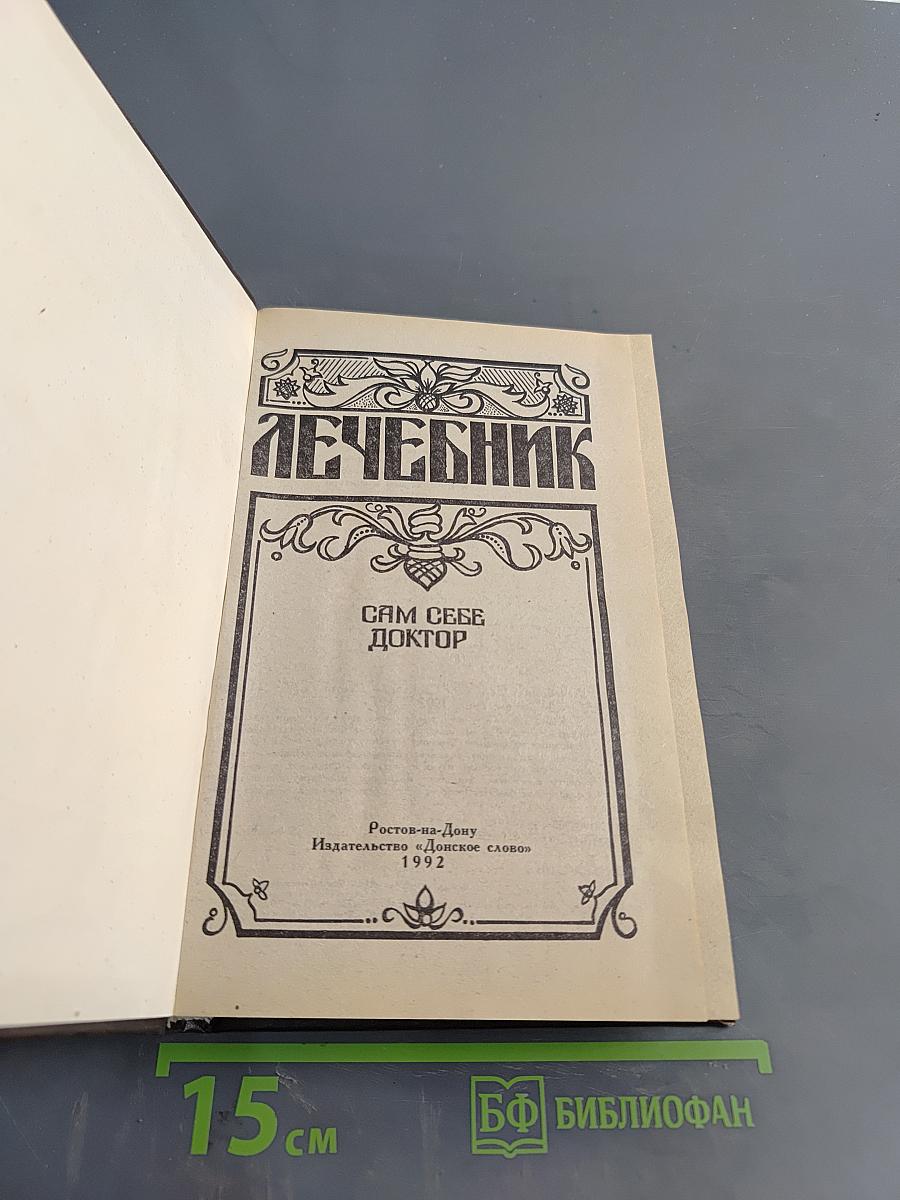 ЛЕЧЕБНИК
САМ СЕБЕ
ДОКТОР
Ростов-на-Дону
Издательство «Донское слово»
1992
15 см
БФ БИБЛИОФАН